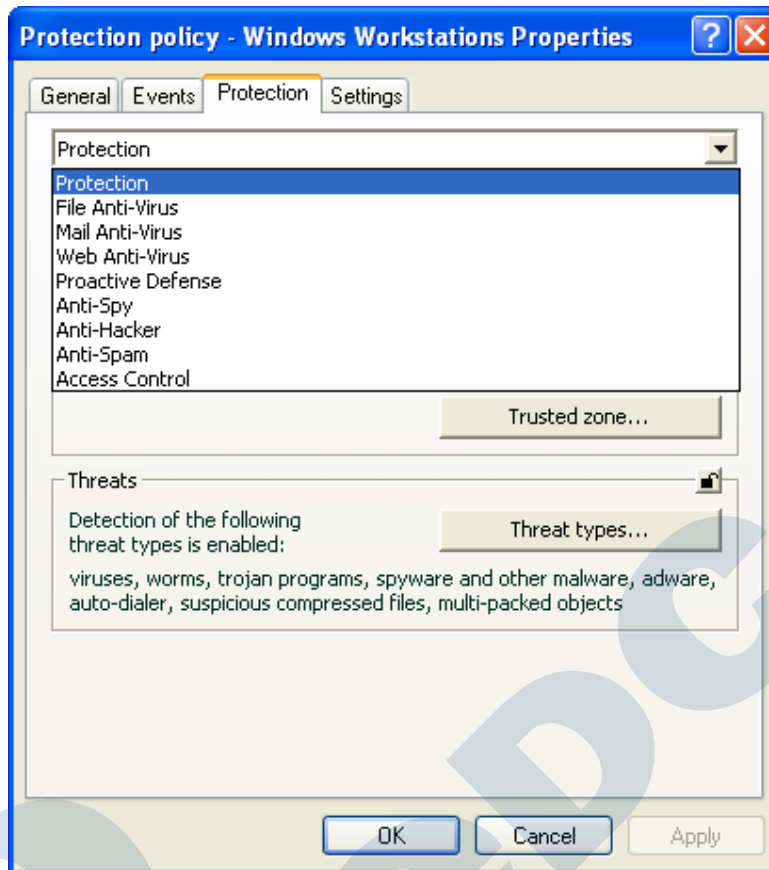 Protection policy - Windows Workstations Properties
General Events Protection Settings
Protection
Protection
File Anti-Virus
Mail Anti-Virus
Web Anti-Virus
Proactive Defense
Anti-Spy
Anti-Hacker
Anti-Spam
Access Control
Trusted zone...
Threats
Detection of the following
threat types is enabled:
Threat types...
viruses, worms, trojan programs, spyware and other malware, adware,
auto-dialer, suspicious compressed files, multi-packed objects
OK Cancel Apply